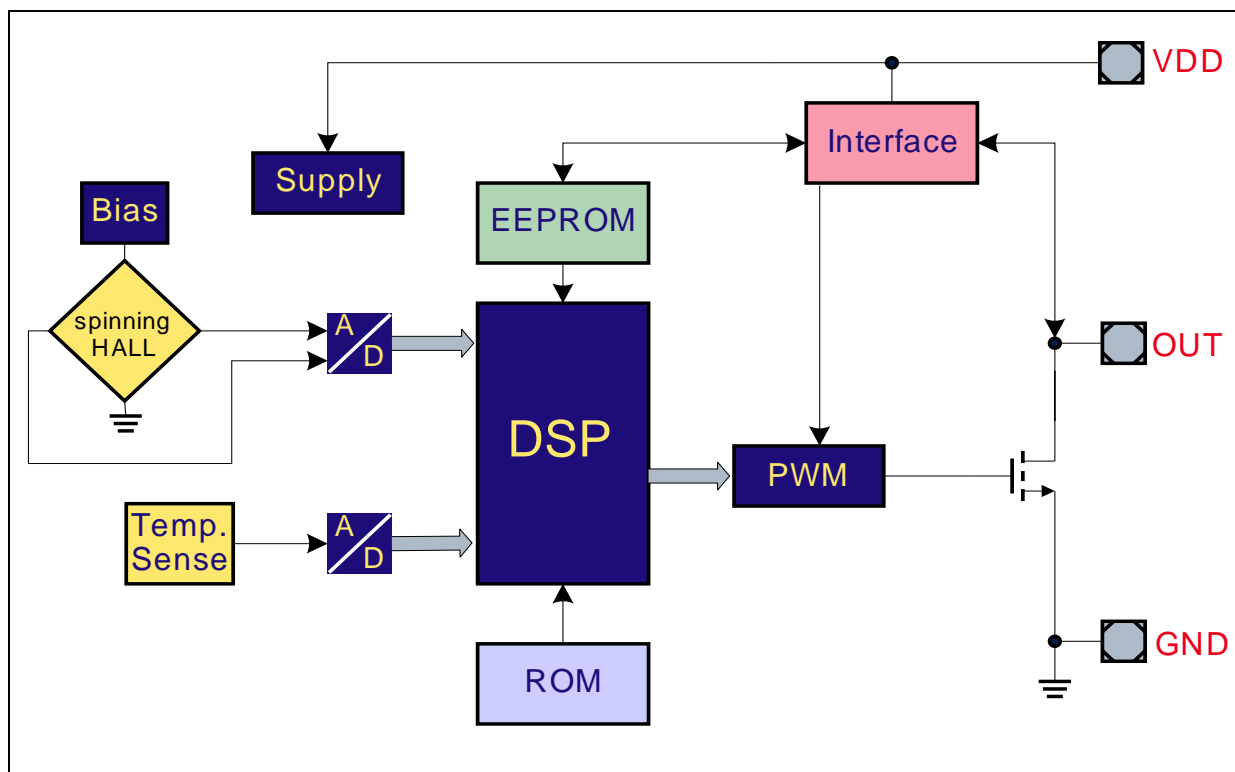 VDD
Interface
Supply
Bias
EEPROM
spinning
HALL
A
D
OUT
DSP
PWM
Temp.
Sense
A
D
GND
ROM